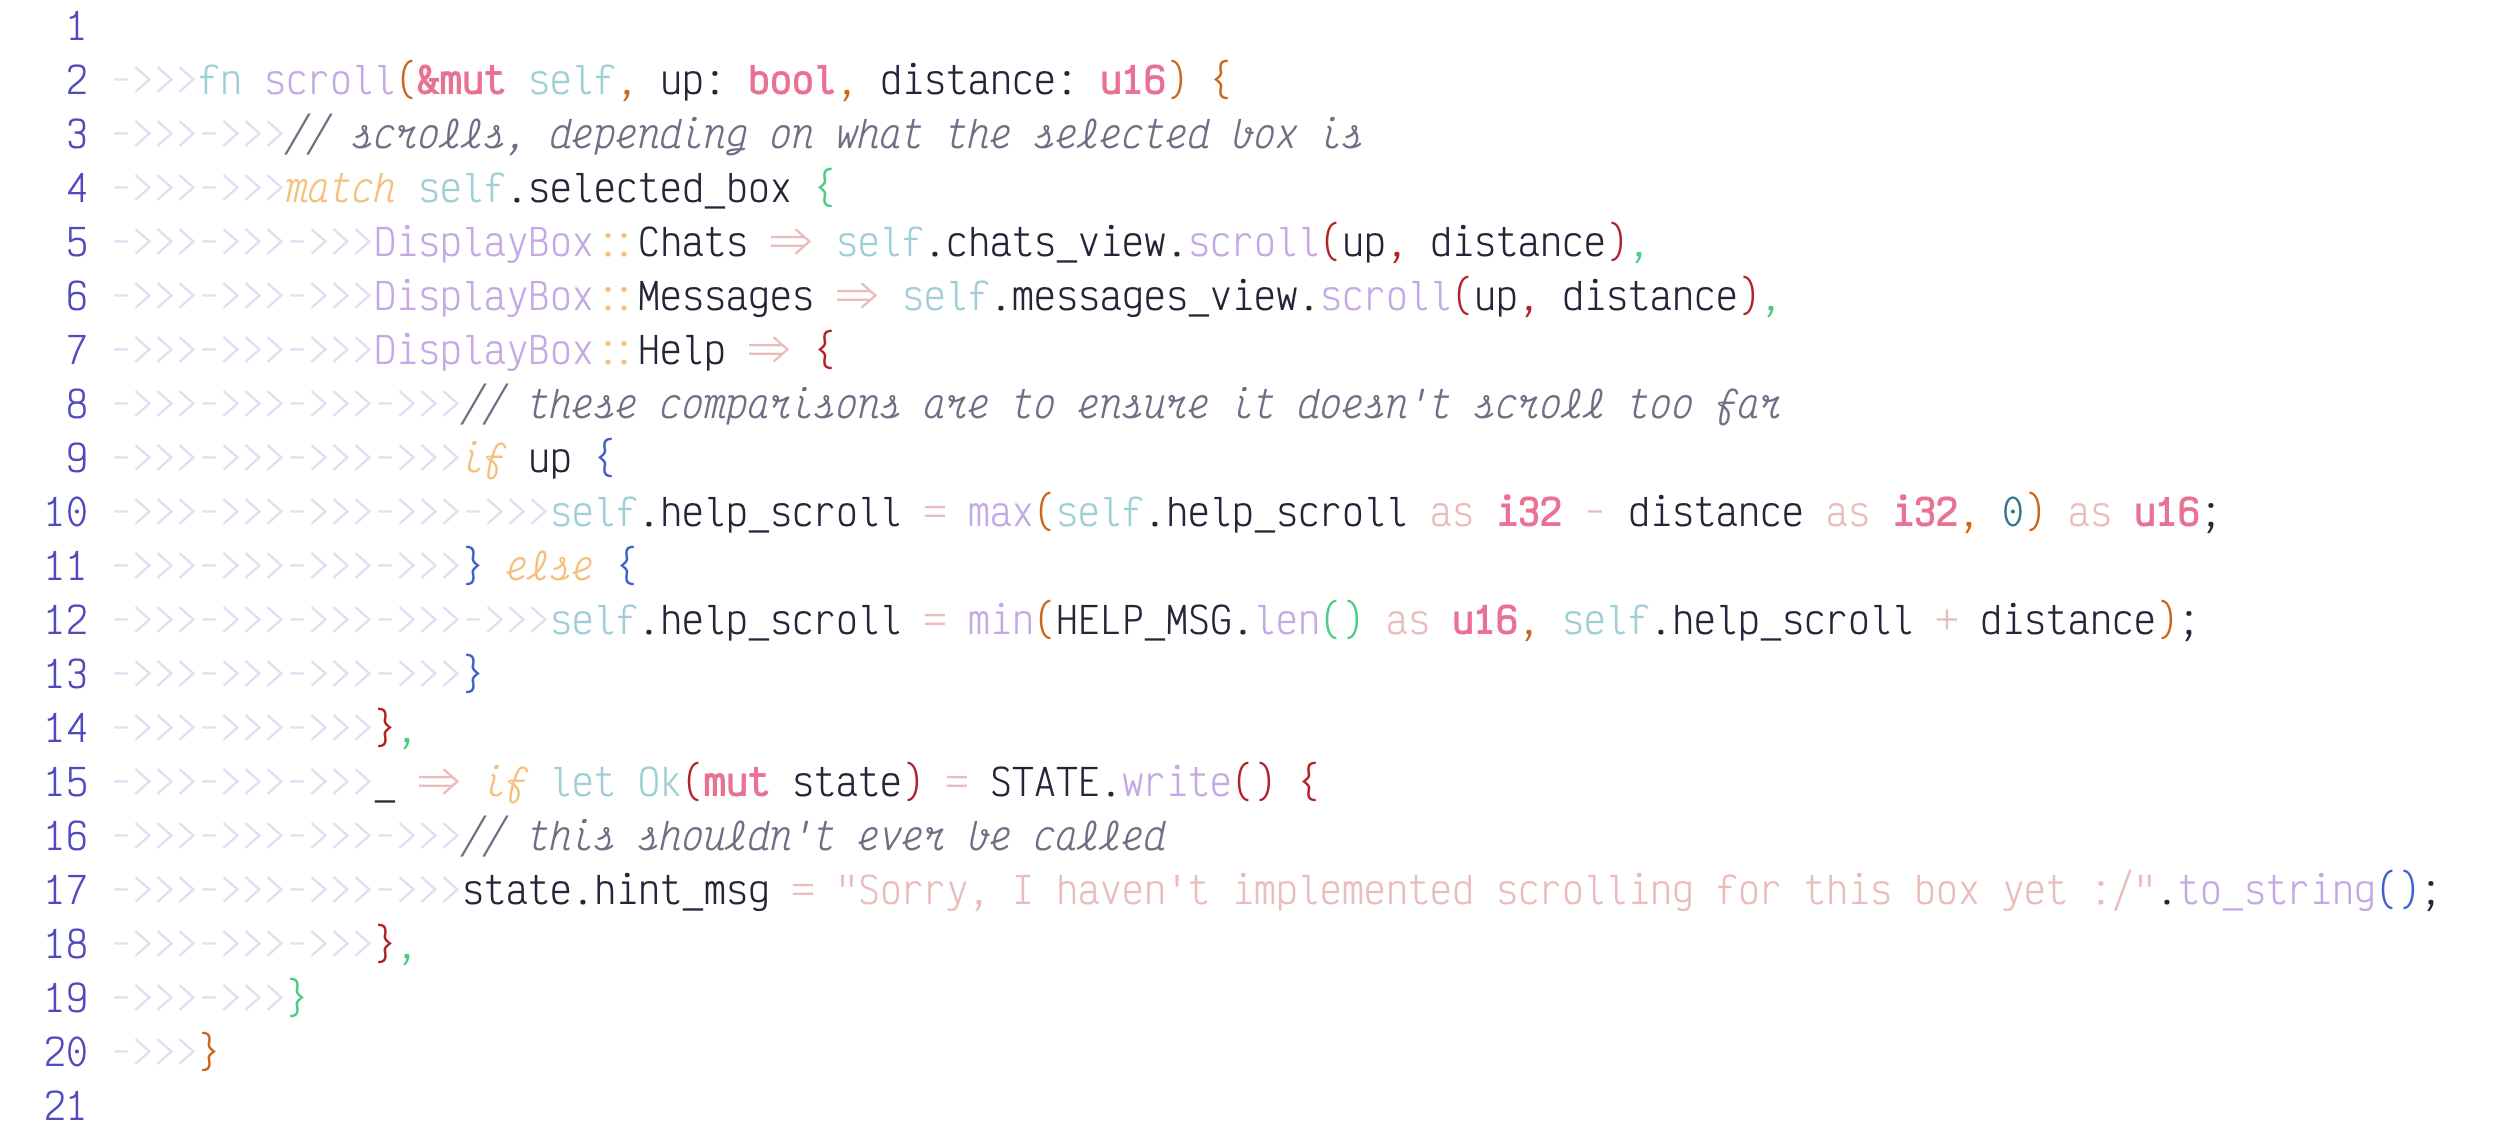 1
2 ->>>fn scroll(&mut self, up: bool, distance: u16) {
3 ->>>->>>// scrolls, depending on what the selected box is
4 ->>>->>>match self.selected_box {
5 ->>>->>>->>>DisplayBox::Chats => self.chats_view.scroll(up, distance),
6 ->>>->>>->>>DisplayBox::Messages => self.messages_view.scroll(up, distance),
7 ->>>->>>->>>DisplayBox::Help => {
8 ->>>->>>->>>->>>// these comparisons are to ensure it doesn't scroll too far
9 ->>>->>>->>>->>>if up {
10 ->>>->>>->>>->>>->>>self.help_scroll = max(self.help_scroll as i32 - distance as i32, 0) as u16;
11 ->>>->>>->>>->>>} else {
12 ->>>->>>->>>->>>->>>self.help_scroll = min(HELP_MSG.len() as u16, self.help_scroll + distance);
13 ->>>->>>->>>->>>}
14 ->>>->>>->>>},
15 ->>>->>>->>>_ => if let Ok(mut state) = STATE.write() {
16 ->>>->>>->>>->>>// this shouldn't ever be called
17 ->>>->>>->>>->>>state.hint_msg = "Sorry, I haven't implemented scrolling for this box yet :/".to_string();
18 ->>>->>>->>>},
19 ->>>->>>}
20 ->>>}
21